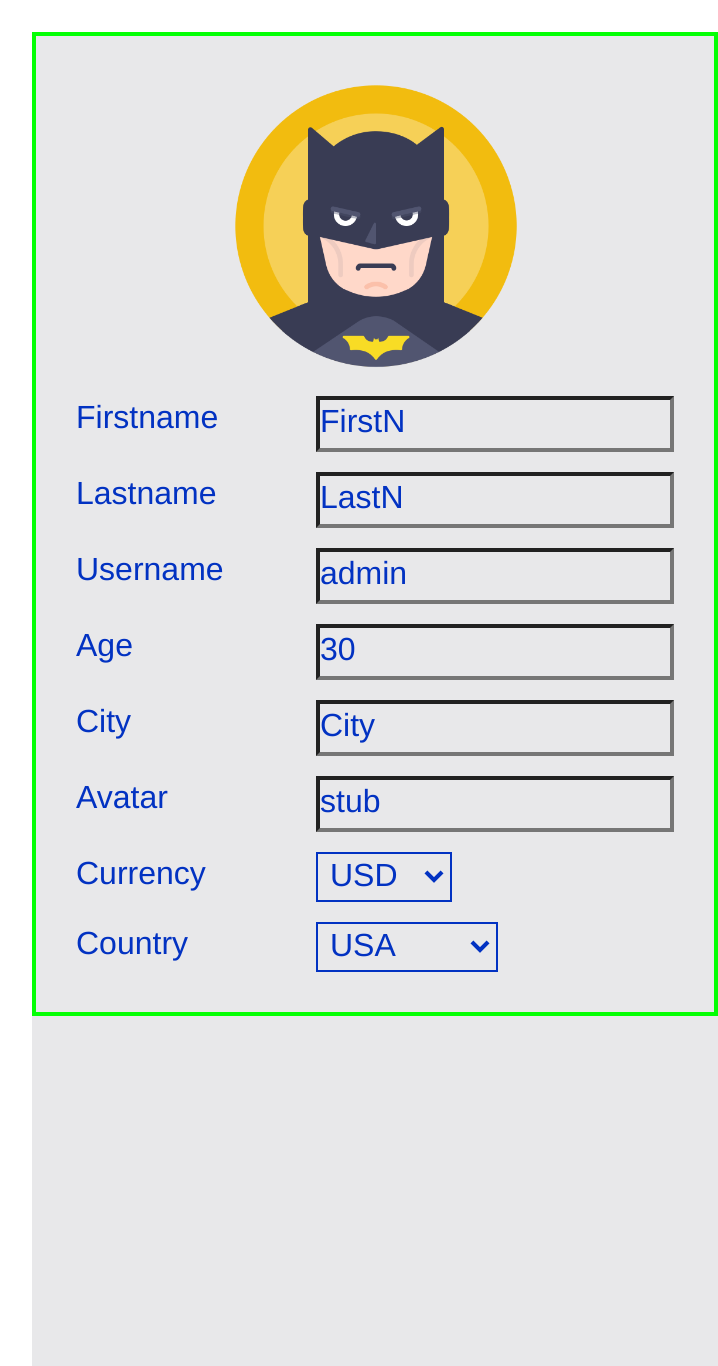 Firstname FirstN
Lastname LastN
Username admin
Age 30
City City
Avatar stub
Currency USD
Country USA